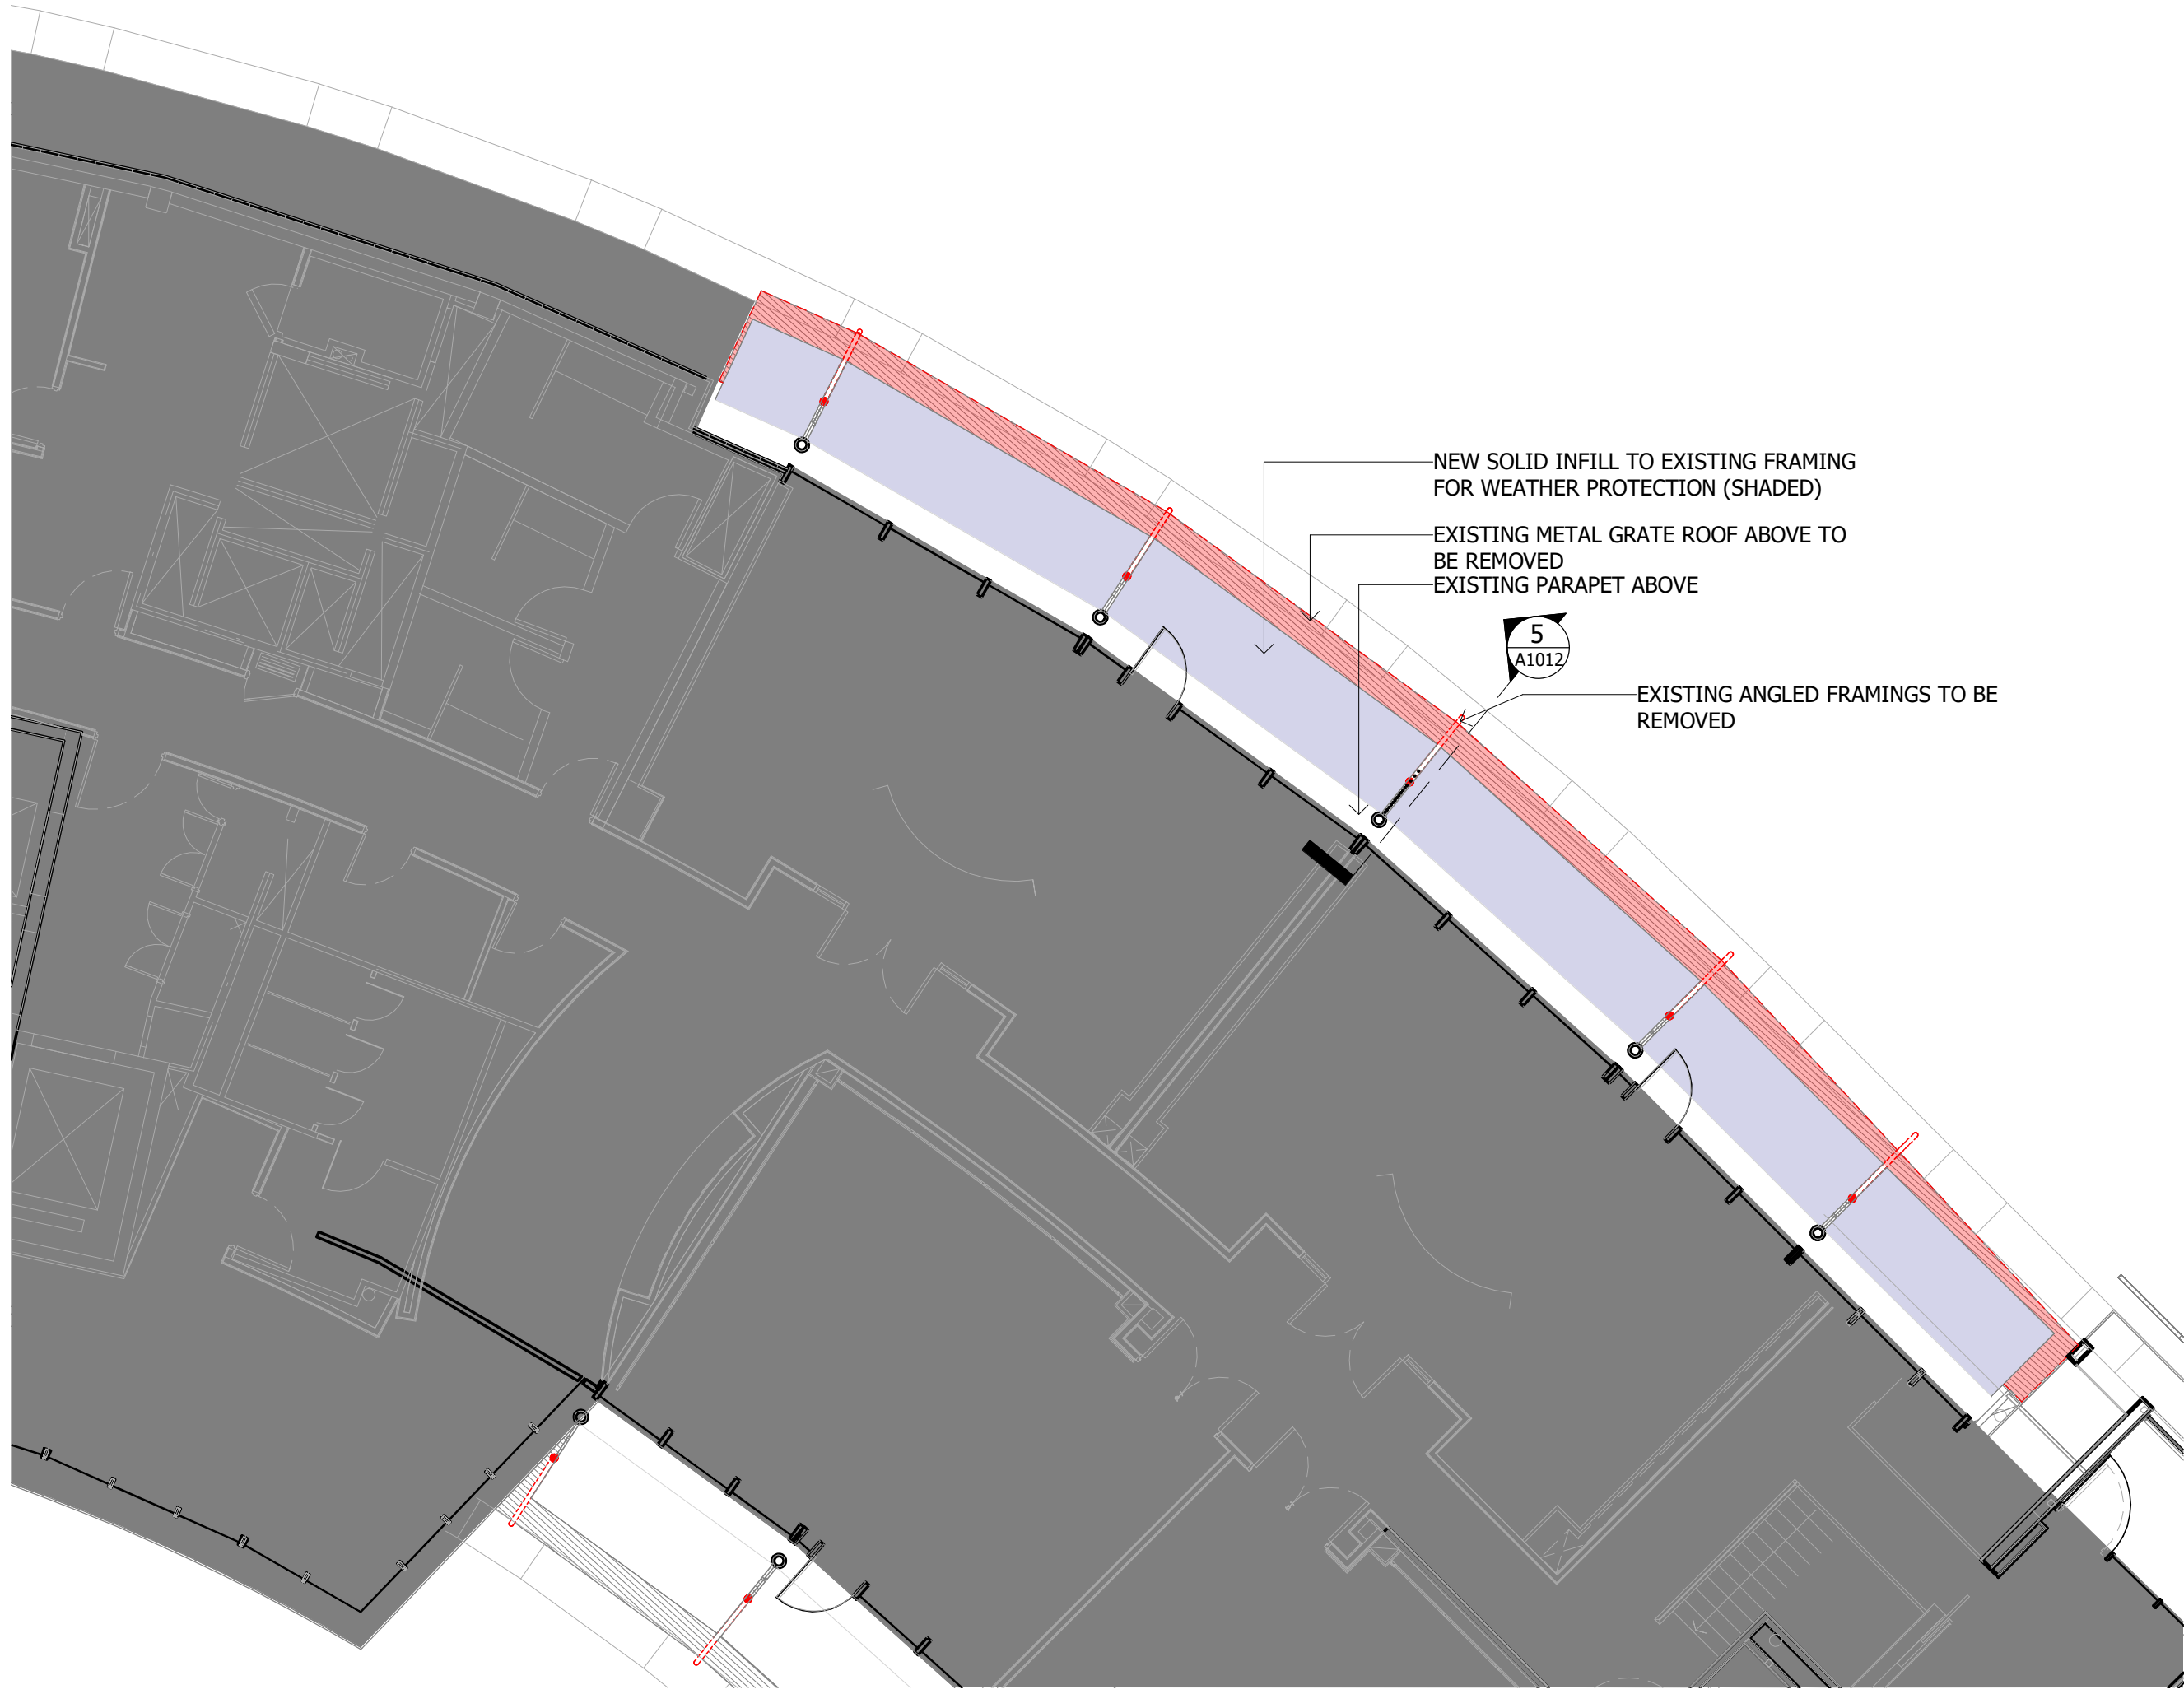 NEW SOLID INFILL TO EXISTING FRAMING
FOR WEATHER PROTECTION (SHADED)
EXISTING METAL GRATE ROOF ABOVE TO
BE REMOVED
EXISTING PARAPET ABOVE
5
A1012
EXISTING ANGLED FRAMINGS TO BE
REMOVED